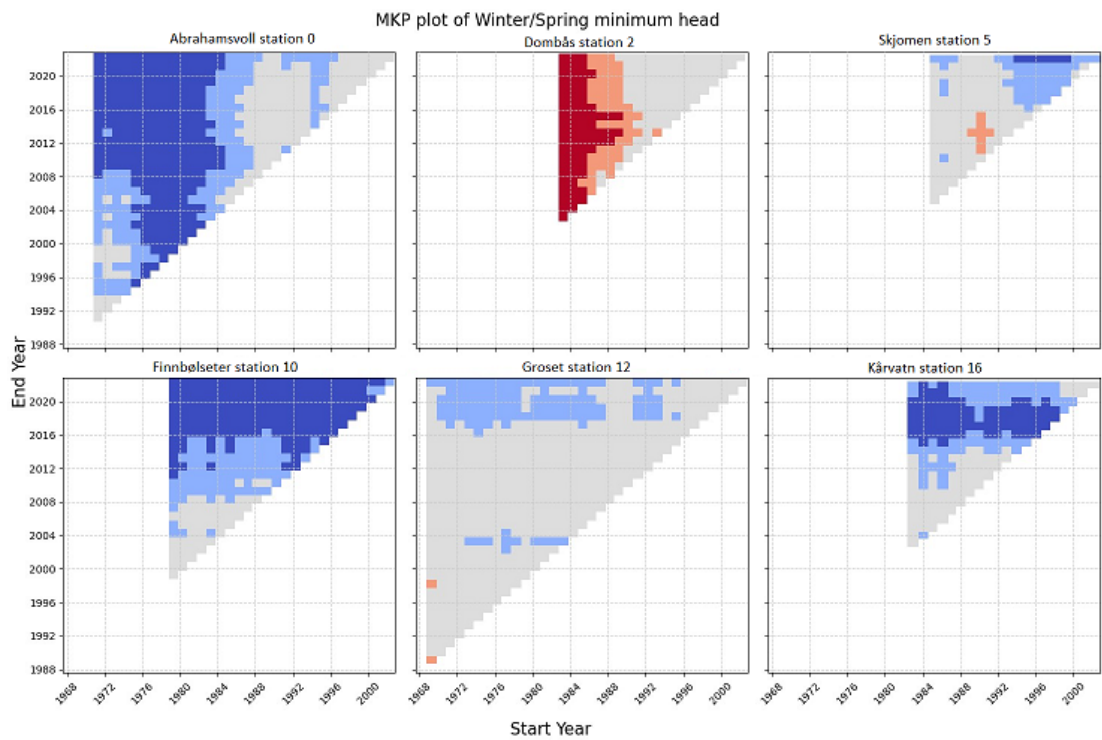 MKP plot of Winter/Spring minimum head
Abrahamsvoll station 0
Dombås station 2
Skjomen station 5
2020
2016
2012
2008
2004
2000
1996
1992
1988
Finnbølseter station 10
Groset station 12
Kårvatn station 16
End Year
2020
2016
2012
2008
2004
2000
1996
1992
1988
1968 1972 1976 1980 1984 1988 1992 1996 2000
1968 1972 1976 1980 1984 1988 1992 1996 2000
1968 1972 1976 1980 1984 1988 1992 1996 2000
Start Year